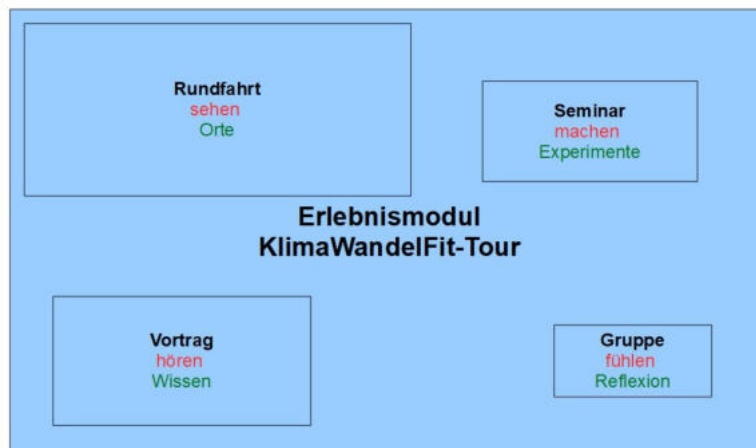 Rundfahrt
sehen
Orte
Seminar
machen
Experimente
Erlebnismodul
KlimaWandelFit-Tour
Vortrag
hören
Wissen
Gruppe
fühlen
Reflexion